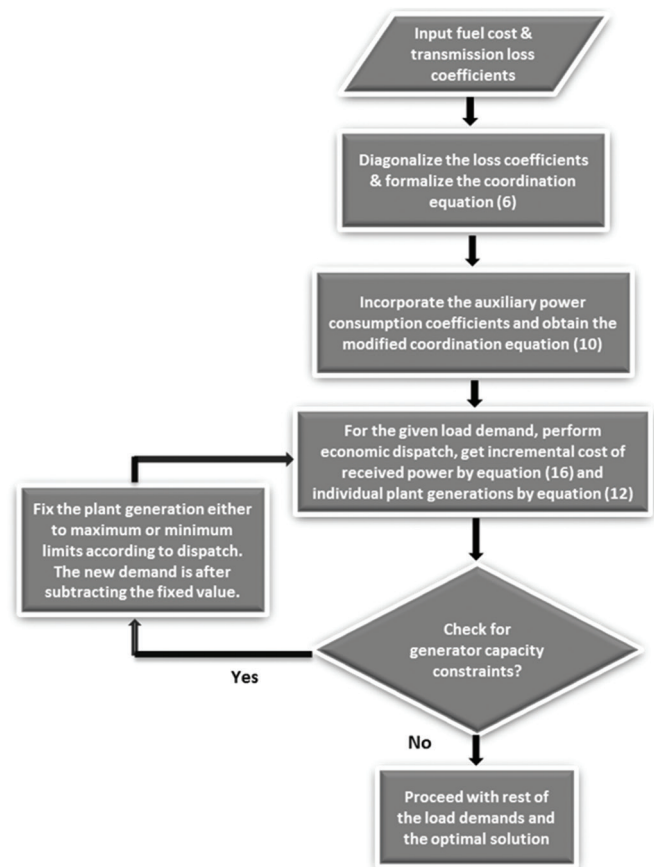 Input fuel cost &
transmission loss
coefficients
Diagonalize the loss coefficients
& formalize the coordination
equation (6)
Incorporate the auxiliary power
consumption coefficients and obtain the
modified coordination equation (10)
For the given load demand, perform
economic dispatch, get incremental cost of
received power by equation (16) and
individual plant generations by equation (12)
Fix the plant generation either
to maximum or minimum
limits according to dispatch.
The new demand is after
subtracting the fixed value.
Check for
generator capacity
constraints?
Yes
No
Proceed with rest of
the load demands and
the optimal solution